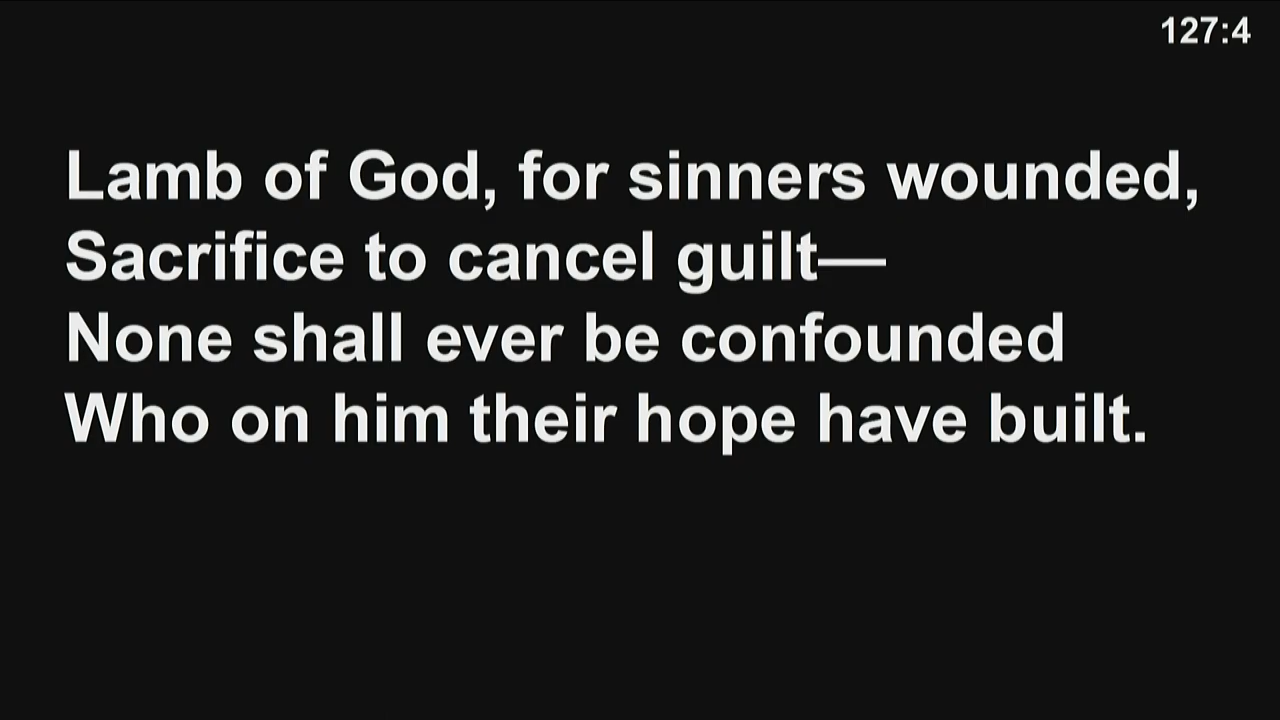 127:4
Lamb of God, for sinners wounded,
Sacrifice to cancel guilt—
None shall ever be confounded
Who on him their hope have built.